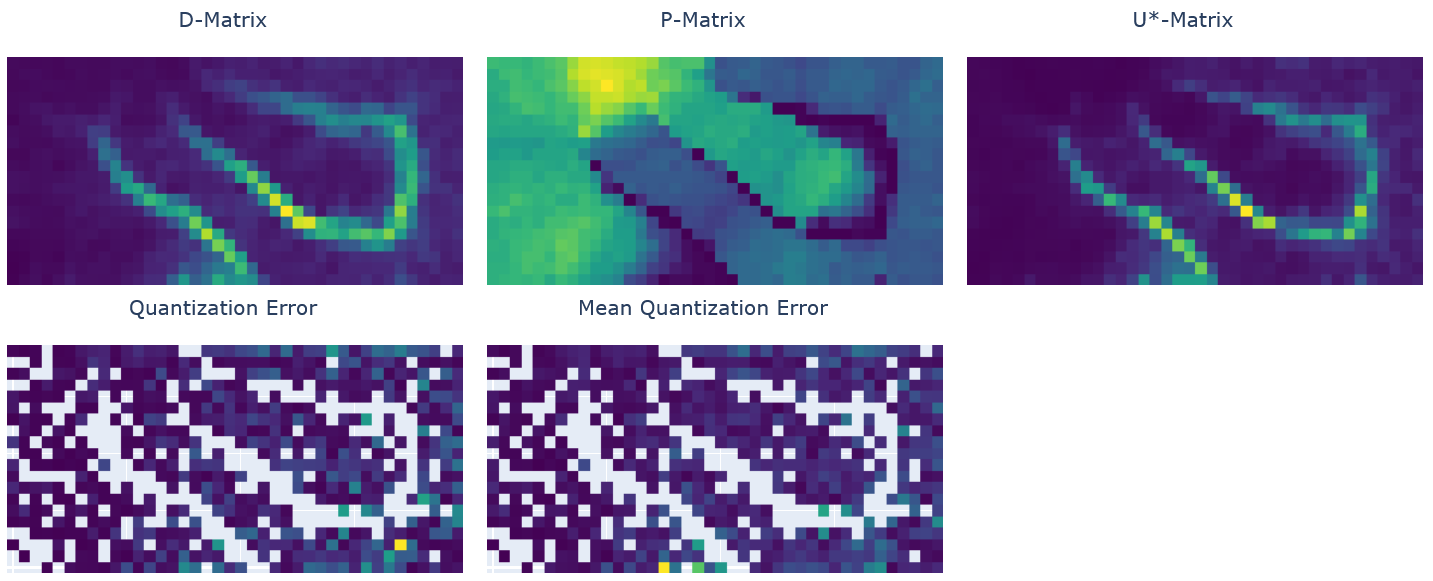 D-Matrix
P-Matrix
U*-Matrix
Quantization Error
Mean Quantization Error